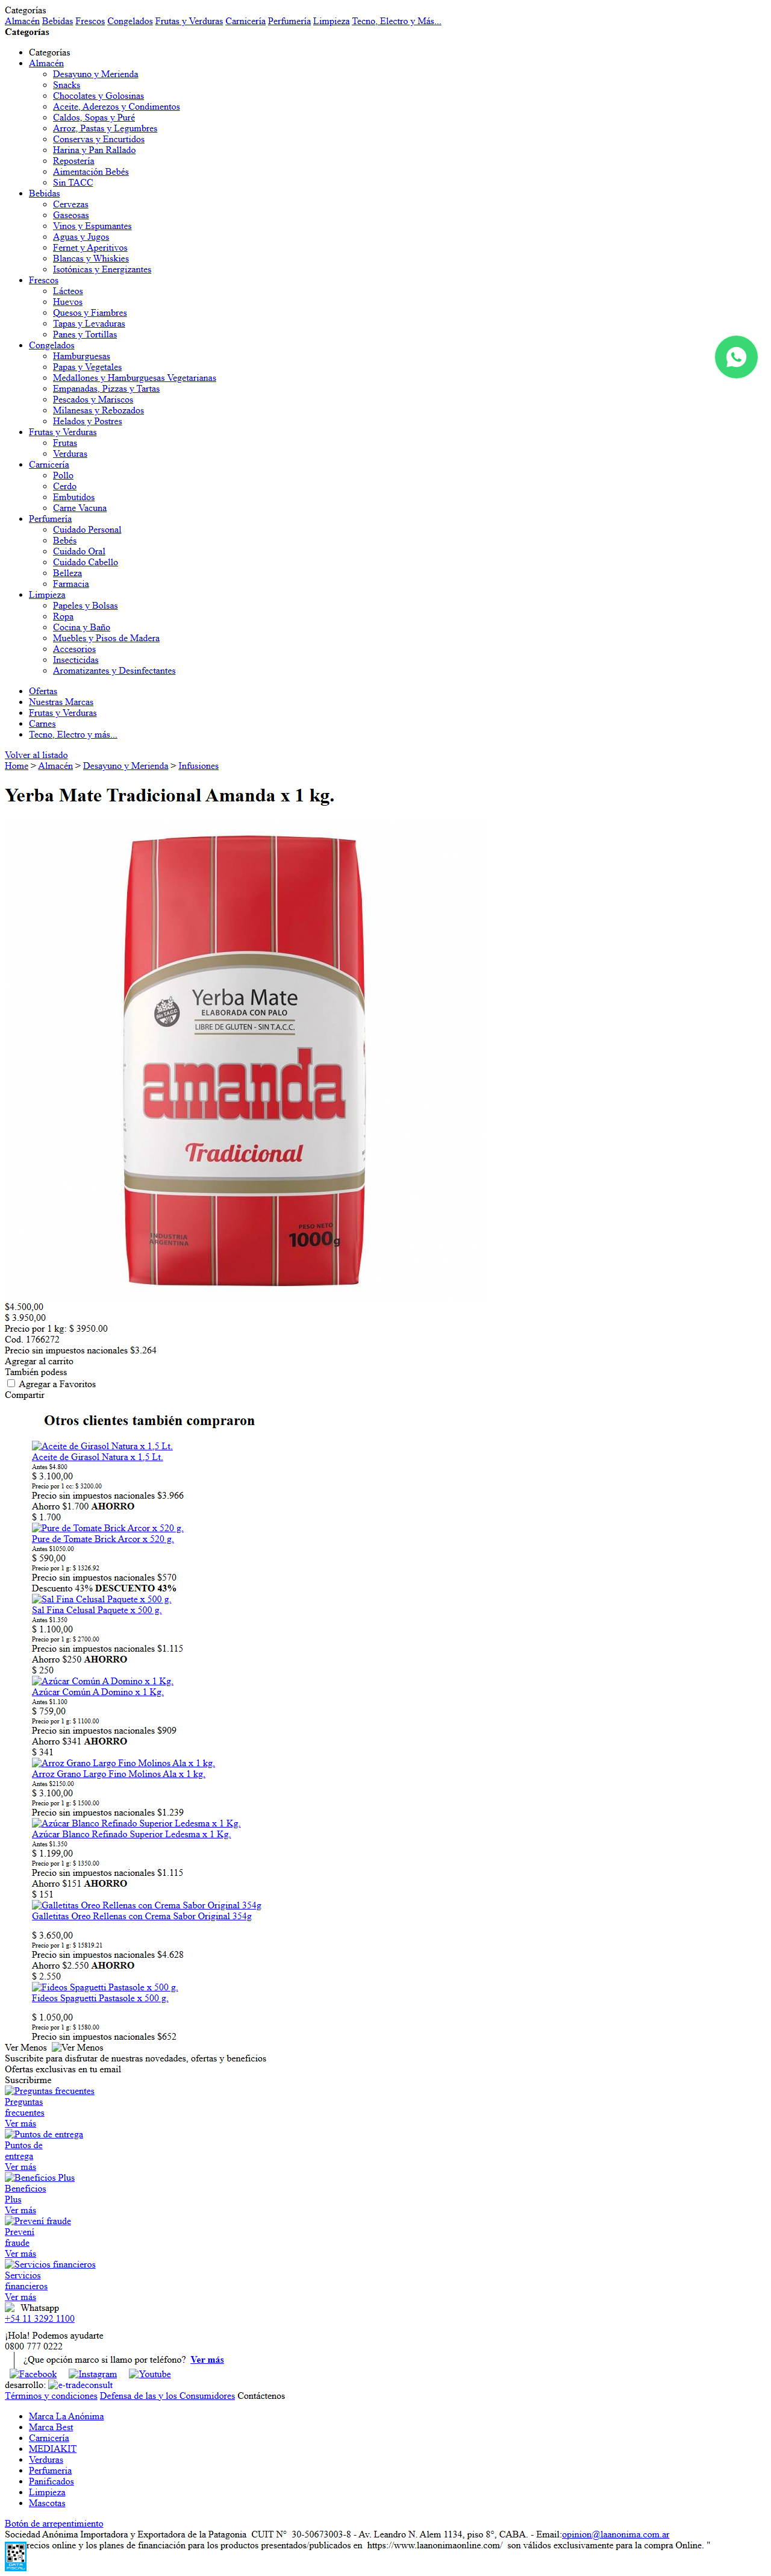 Categorías
Almacén Bebidas Frescos Congelados Frutas y Verduras Carnicería Perfumería Limpieza Tecno, Electro y Más...
Categorías
Categorías
Almacén
Desayuno y Merienda
Snacks
Chocolates y Golosinas
Aceite, Aderezos y Condimentos
Caldos, Sopas y Puré
Arroz, Pastas y Legumbres
Conservas y Encurtidos
Harina y Pan Rallado
Repostería
Aimentación Bebés
Sin TACC
Bebidas
Cervezas
Gaseosas
Vinos y Espumantes
Aguas y Jugos
Fernet y Aperitivos
Blancas y Whiskies
Isotónicas y Energizantes
Frescos
Lácteos
Huevos
Quesos y Fiambres
Tapas y Levaduras
Panes y Tortillas
Congelados
Hamburguesas
Papas y Vegetales
Medallones y Hamburguesas Vegetarianas
Empanadas, Pizzas y Tartas
Pescados y Mariscos
Milanesas y Rebozados
Helados y Postres
Frutas y Verduras
Frutas
Verduras
Carnicería
Pollo
Cerdo
Embutidos
Carne Vacuna
Perfumería
Cuidado Personal
Bebés
Cuidado Oral
Cuidado Cabello
Belleza
Farmacia
Limpieza
Papeles y Bolsas
Ropa
Cocina y Baño
Muebles y Pisos de Madera
Accesorios
Insecticidas
Aromatizantes y Desinfectantes
Ofertas
Nuestras Marcas
Frutas y Verduras
Carnes
Tecno, Electro y más...
Volver al listado
Home > Almacén > Desayuno y Merienda > Infusiones
Yerba Mate Tradicional Amanda x 1 kg.
Yerba Mate
ELABORADA CON PALO
LIBRE DE GLUTEN - SIN T.A.C.C.
amanda
Tradicional
INDUSTRIA
ARGENTINA
PESO NETO
1000g
$4.500,00
$ 3.950,00
Precio por 1 kg: $ 3950.00
Cod. 1766272
Precio sin impuestos nacionales $3.264
Agregar al carrito
También podess
Agregar a Favoritos
Compartir
Otros clientes también compraron
Aceite de Girasol Natura x 1,5 Lt.
Aceite de Girasol Natura x 1,5 Lt.
Antes $4.800
$ 3.100,00
Precio por 1 cc: $ 3200.00
Precio sin impuestos nacionales $3.966
Ahorro $1.700 AHORRO
$ 1.700
Pure de Tomate Brick Arcor x 520 g.
Pure de Tomate Brick Arcor x 520 g.
Antes $1050.00
$ 590,00
Precio por 1 g: $ 1326.92
Precio sin impuestos nacionales $570
Descuento 43% DESCUENTO 43%
Sal Fina Celusal Paquete x 500 g.
Sal Fina Celusal Paquete x 500 g.
Antes $1.350
$ 1.100,00
Precio por 1 g: $ 2700.00
Precio sin impuestos nacionales $1.115
Ahorro $250 AHORRO
$ 250
Azúcar Común A Domino x 1 Kg.
Azúcar Común A Domino x 1 Kg.
Antes $1.100
$ 759,00
Precio por 1 g: $ 1100.00
Precio sin impuestos nacionales $909
Ahorro $341 AHORRO
$ 341
Arroz Grano Largo Fino Molinos Ala x 1 kg.
Arroz Grano Largo Fino Molinos Ala x 1 kg.
Antes $2150.00
$ 3.100,00
Precio por 1 g: $ 1500.00
Precio sin impuestos nacionales $1.239
Azúcar Blanco Refinado Superior Ledesma x 1 Kg.
Azúcar Blanco Refinado Superior Ledesma x 1 Kg.
Antes $1.350
$ 1.199,00
Precio por 1 g: $ 1350.00
Precio sin impuestos nacionales $1.115
Ahorro $151 AHORRO
$ 151
Galletitas Oreo Rellenas con Crema Sabor Original 354g
Galletitas Oreo Rellenas con Crema Sabor Original 354g
$ 3.650,00
Precio por 1 g: $ 15819.21
Precio sin impuestos nacionales $4.628
Ahorro $2.550 AHORRO
$ 2.550
Fideos Spaguetti Pastasole x 500 g.
Fideos Spaguetti Pastasole x 500 g.
$ 1.050,00
Precio por 1 g: $ 1580.00
Precio sin impuestos nacionales $652
Ver Menos Ver Menos
Suscribite para disfrutar de nuestras novedades, ofertas y beneficios
Ofertas exclusivas en tu email
Suscribirme
Preguntas frecuentes
Preguntas
frecuentes
Ver más
Puntos de entrega
Puntos de
entrega
Ver más
Beneficios Plus
Beneficios
Plus
Ver más
Prevení fraude
Prevení
fraude
Ver más
Servicios financieros
Servicios
financieros
Ver más
Whatsapp
+54 11 3292 1100
¡Hola! Podemos ayudarte
0800 777 0222
¿Que opción marco si llamo por teléfono? Ver más
Facebook Instagram Youtube
desarrollo: e-tradeconsult
Términos y condiciones Defensa de las y los Consumidores Contáctenos
Marca La Anónima
Marca Best
Carnicería
MEDIAKIT
Verduras
Perfumeria
Panificados
Limpieza
Mascotas
Botón de arrepentimiento
Sociedad Anónima Importadora y Exportadora de la Patagonia CUIT N° 30-50673003-8 - Av. Leandro N. Alem 1134, piso 8°, CABA. - Email:opinion@laanonima.com.ar
recios online y los planes de financiación para los productos presentados/publicados en https://www.laanonimaonline.com/ son válidos exclusivamente para la compra Online. "